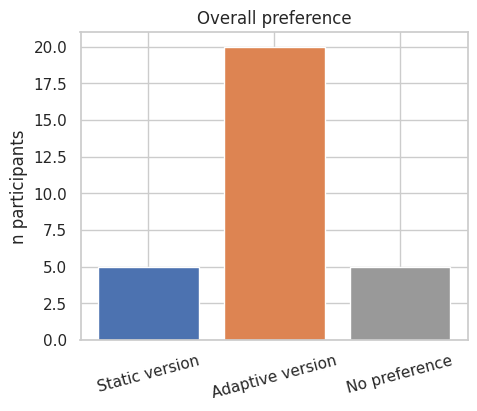 Overall preference
n participants
20.0
17.5
15.0
12.5
10.0
7.5
5.0
2.5
0.0
Static version
Adaptive version
No preference